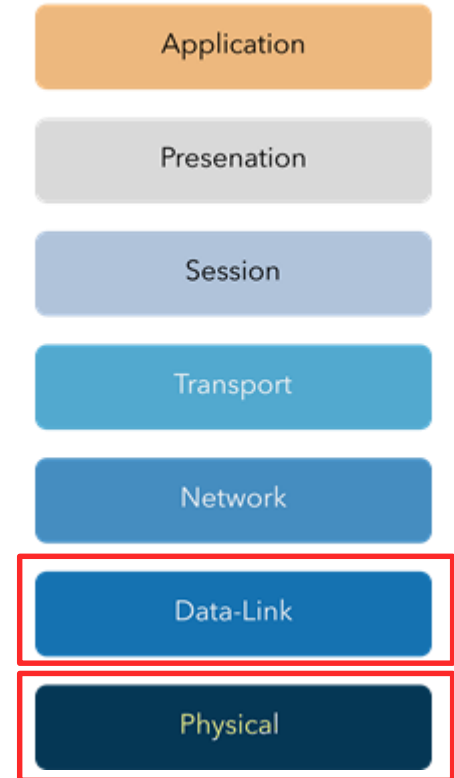 Application
Presenation
Session
Transport
Network
Data-Link
Physical